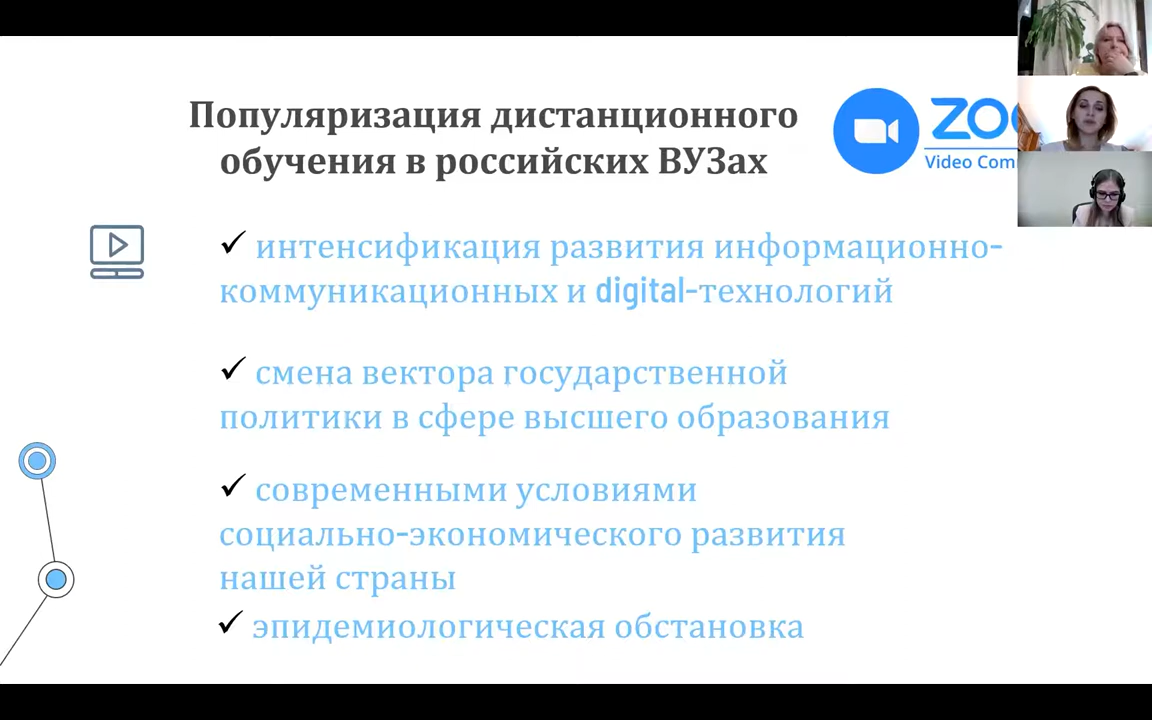 Популяризация дистанционного
обучения в российских ВУЗах
zoo
Video Com
✓ интенсификация развития информационно-
коммуникационных и digital-технологий
✓ смена вектора государственной
политики в сфере высшего образования
✓ современными условиями
социально-экономического развития
нашей страны
✓ эпидемиологическая обстановка